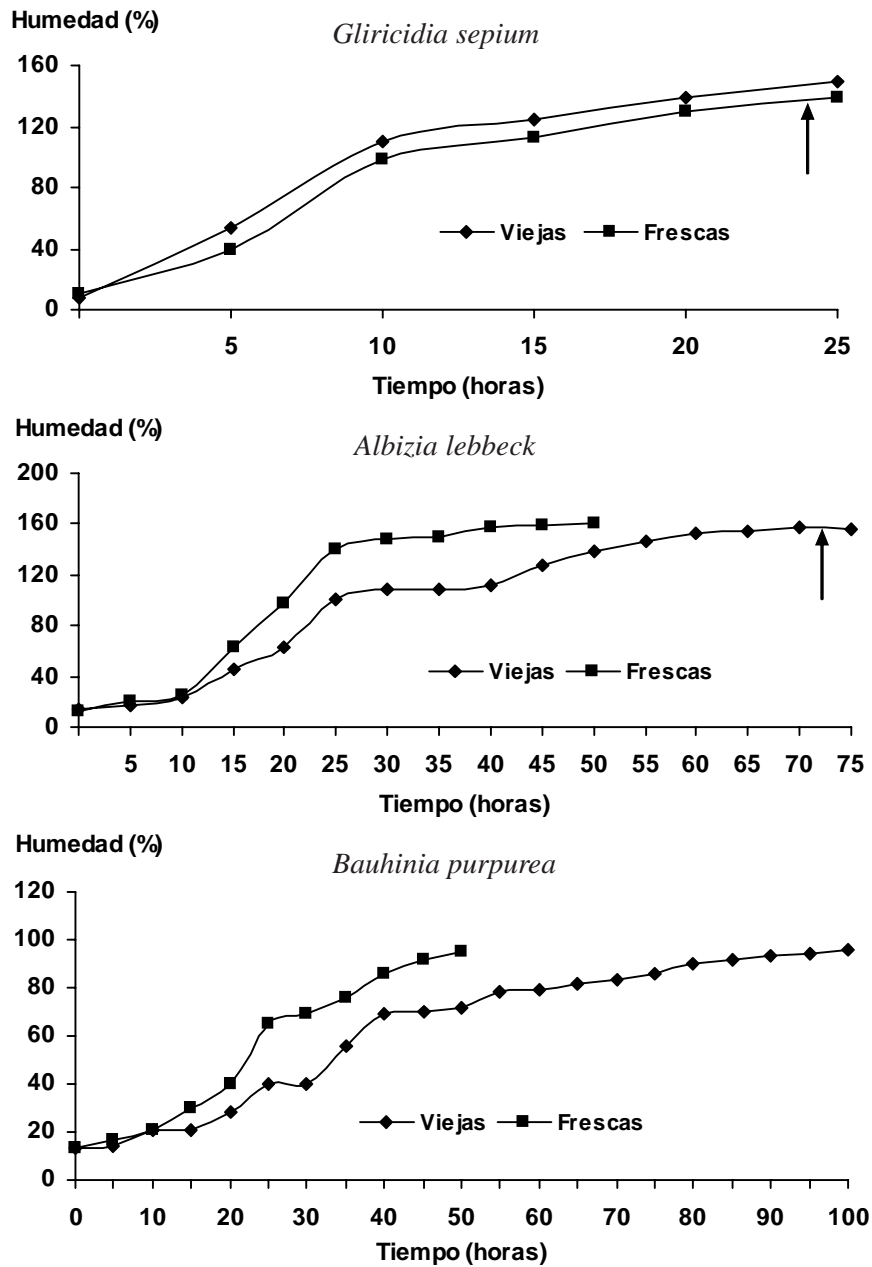 Humedad (%)
Gliricidia sepium
160
120
80
40
0
Viejas Frescas
5 10 15 20 25
Tiempo (horas)
Humedad (%)
Albizia lebbeck
200
160
120
80
40
0
Viejas Frescas
5 10 15 20 25 30 35 40 45 50 55 60 65 70 75
Tiempo (horas)
Humedad (%)
Bauhinia purpurea
120
100
80
60
40
20
0
Viejas Frescas
0 10 20 30 40 50 60 70 80 90 100
Tiempo (horas)